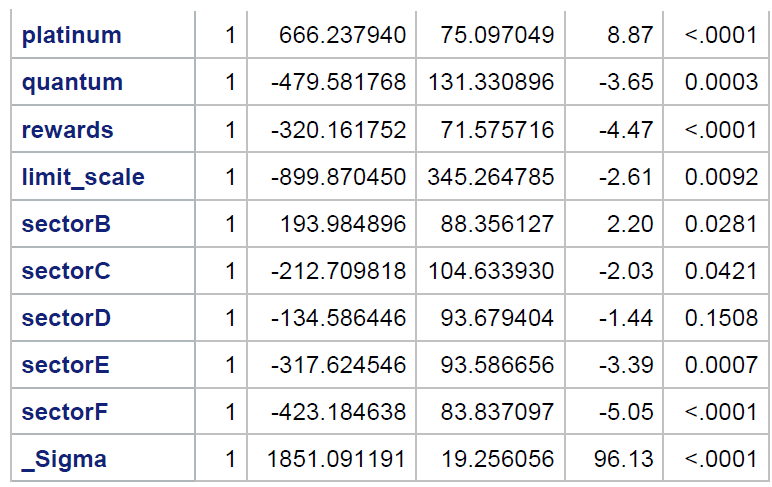 platinum 1 666.237940 75.097049 8.87 <.0001
quantum 1 -479.581768 131.330896 -3.65 0.0003
rewards 1 -320.161752 71.575716 -4.47 <.0001
limit_scale 1 -899.870450 345.264785 -2.61 0.0092
sectorB 1 193.984896 88.356127 2.20 0.0281
sectorC 1 -212.709818 104.633930 -2.03 0.0421
sectorD 1 -134.586446 93.679404 -1.44 0.1508
sectorE 1 -317.624546 93.586656 -3.39 0.0007
sectorF 1 -423.184638 83.837097 -5.05 <.0001
_Sigma 1 1851.091191 19.256056 96.13 <.0001